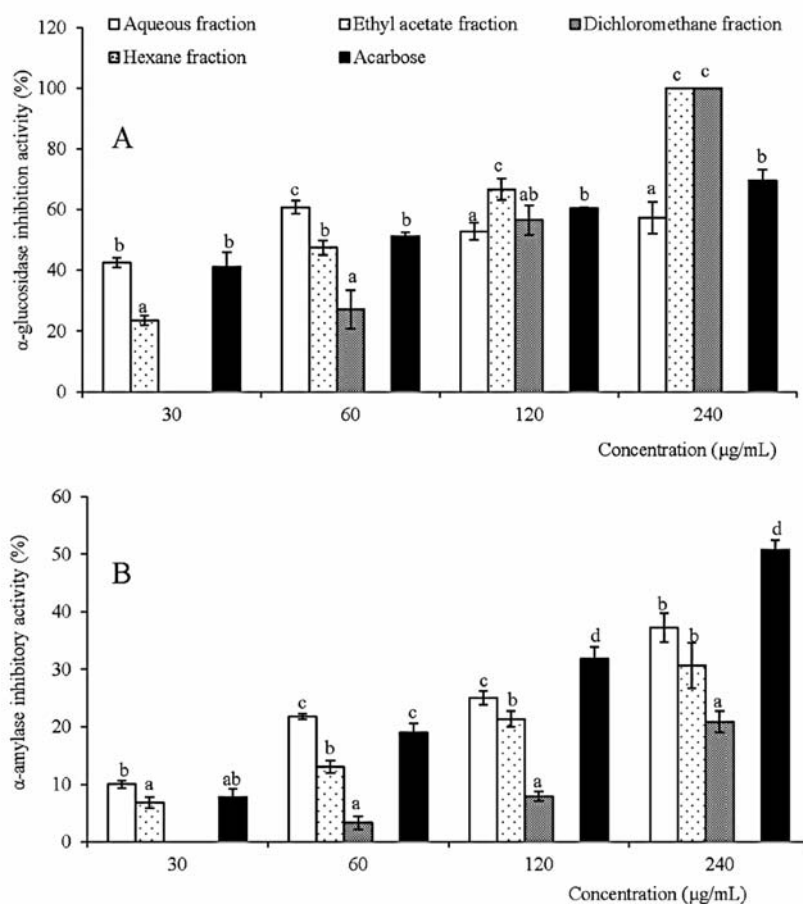 Aqueous fraction Ethyl acetate fraction Dichloromethane fraction
Hexane fraction Acarbose
120
100
80
60
40
20
0
α-glucosidase inhibition activity (%)
A
b a b
c b a b
a c ab b
a c c b
30 60 120 240
Concentration (µg/mL)
60
50
40
30
20
10
0
α-amylase inhibitory activity (%)
B
b a ab
c b a c
c b a d
b b a d
30 60 120 240
Concentration (µg/mL)